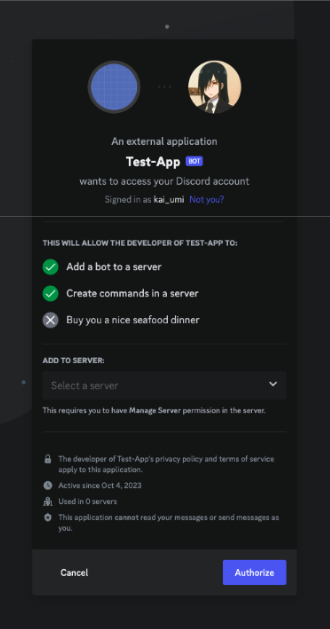 An external application
Test-App BOT
wants to access your Discord account
Signed in as kai_umi Not you?
THIS WILL ALLOW THE DEVELOPER OF TEST-APP TO:
Add a bot to a server
Create commands in a server
Buy you a nice seafood dinner
ADD TO SERVER:
Select a server
This requires you to have Manage Server permission in the server.
The developer of Test-App's privacy policy and terms of service
apply to this application.
Active since Oct 4, 2023
Used in 0 servers
This application cannot read your messages or send messages as
you.
Cancel
Authorize